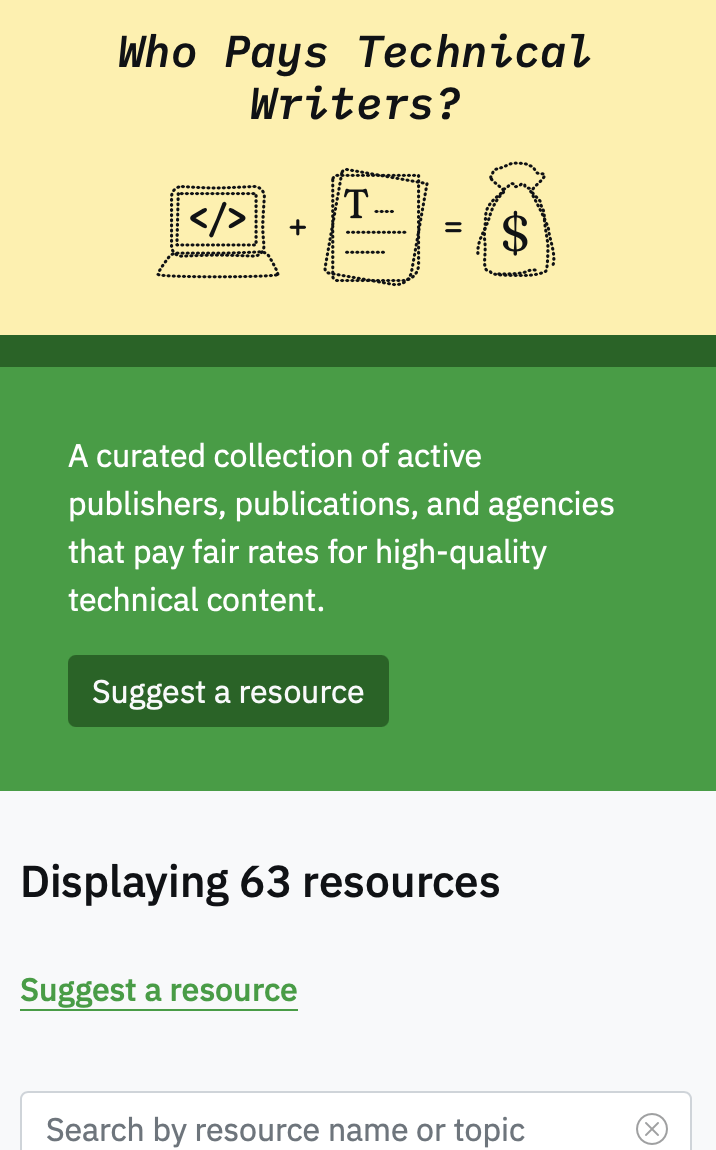 Who Pays Technical
Writers?
</>
+
T
=
$
A curated collection of active
publishers, publications, and agencies
that pay fair rates for high-quality
technical content.
Suggest a resource
Displaying 63 resources
Suggest a resource
Search by resource name or topic